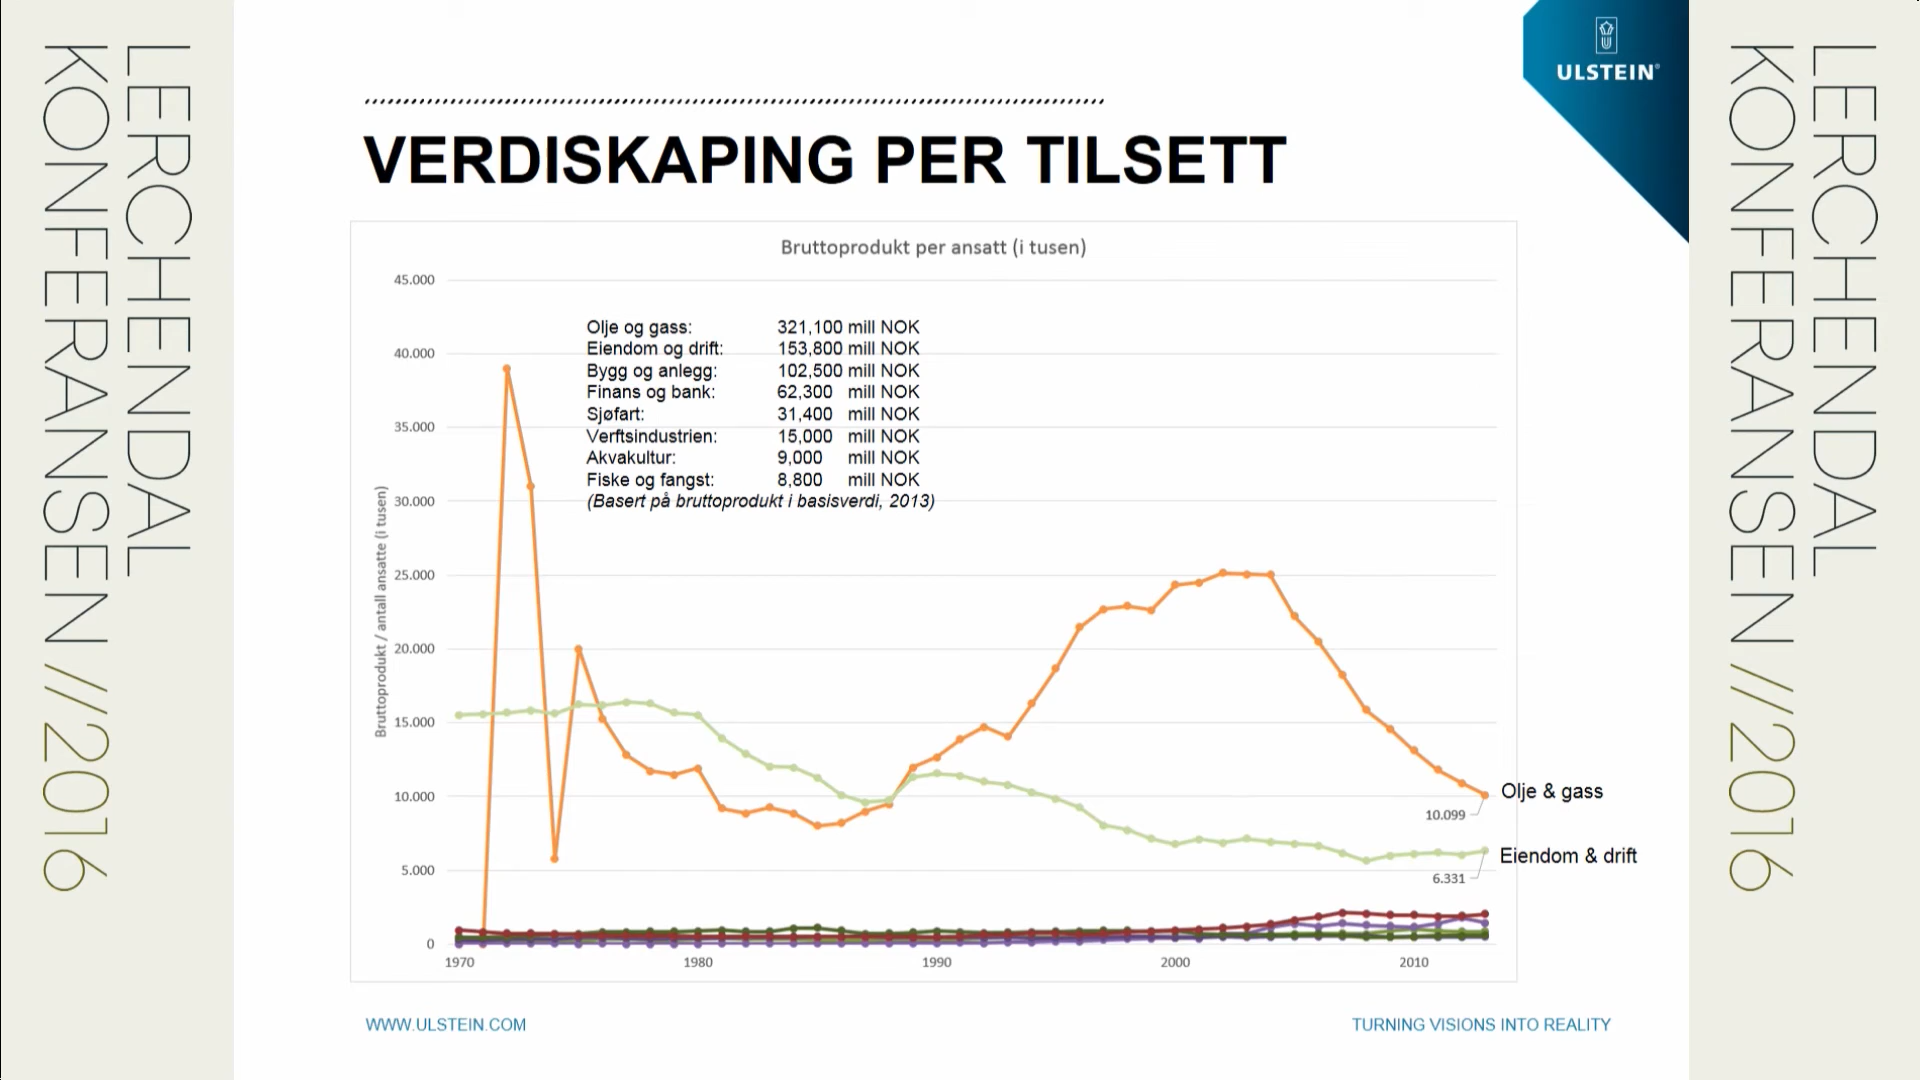 LERCHENDAL
KONFERANSEN // 2016
ULSTEIN®
VERDISKAPING PER TILSETT
Bruttoprodukt per ansatt (i tusen)
Bruttoprodukt / antall ansatte (i tusen)
45.000
40.000
35.000
30.000
25.000
20.000
15.000
10.000
5.000
0
Olje og gass: 321,100 mill NOK
Eiendom og drift: 153,800 mill NOK
Bygg og anlegg: 102,500 mill NOK
Finans og bank: 62,300 mill NOK
Sjøfart: 31,400 mill NOK
Verftsindustrien: 15,000 mill NOK
Akvakultur: 9,000 mill NOK
Fiske og fangst: 8,800 mill NOK
(Basert på bruttoprodukt i basisverdi, 2013)
Olje & gass
10.099
Eiendom & drift
6.331
1970 1980 1990 2000 2010
WWW.ULSTEIN.COM
TURNING VISIONS INTO REALITY
LERCHENDAL
KONFERANSEN // 2016